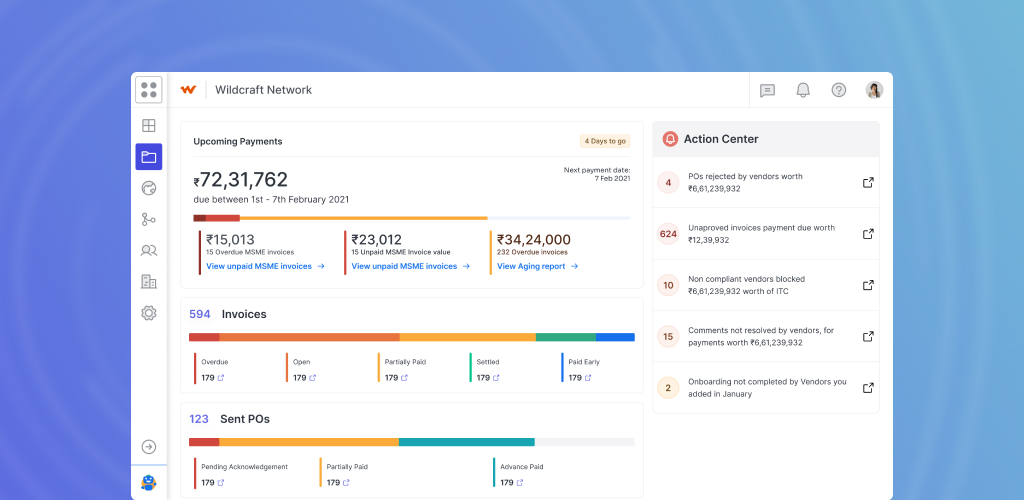 Wildcraft Network
Upcoming Payments
4 Days to go
₹72,31,762
due between 1st - 7th February 2021
Next payment date:
7 Feb 2021
₹15,013
15 Overdue MSME invoices
View unpaid MSME invoices →
₹23,012
15 Unpaid MSME Invoice value
View unpaid MSME invoices →
₹34,24,000
232 Overdue invoices
View Aging report →
594 Invoices
Overdue
179
Open
179
Partially Paid
179
Settled
179
Paid Early
179
123 Sent POs
Pending Acknowledgement
179
Partially Paid
179
Advance Paid
179
Action Center
4
POs rejected by vendors worth
₹6,61,239,932
624
Unaproved invoices payment due worth
₹12,39,932
10
Non compliant vendors blocked
₹6,61,239,932 worth of ITC
15
Comments not resolved by vendors, for
payments worth ₹6,61,239,932
2
Onboarding not completed by Vendors you
added in January